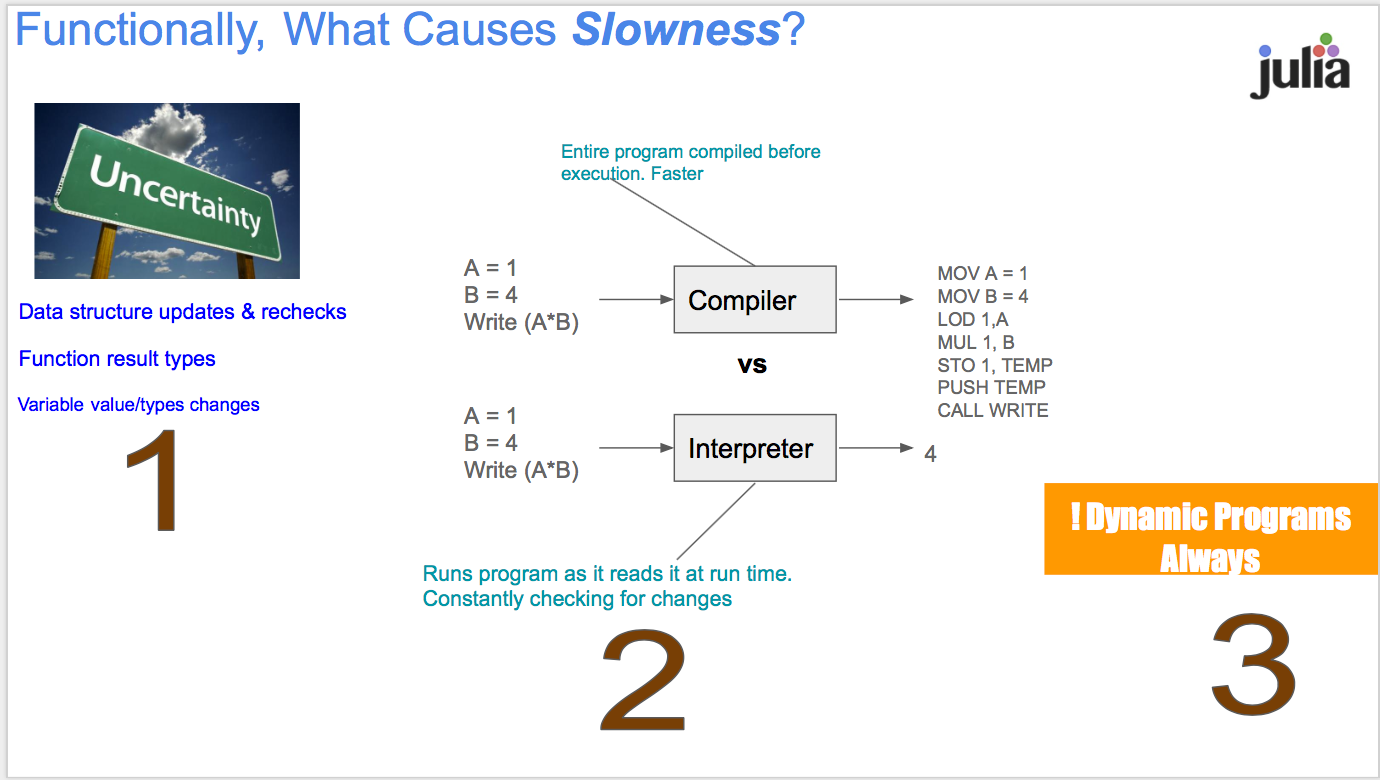 Functionally, What Causes Slowness?
julia
Uncertainty
Data structure updates & rechecks
Function result types
Variable value/types changes
1
Entire program compiled before
execution. Faster
A = 1
B = 4
Write (A*B)
Compiler
MOV A = 1
MOV B = 4
LOD 1,A
MUL 1, B
STO 1, TEMP
PUSH TEMP
CALL WRITE
vs
A = 1
B = 4
Write (A*B)
Interpreter
4
Runs program as it reads it at run time.
Constantly checking for changes
2
! Dynamic Programs
Always
3